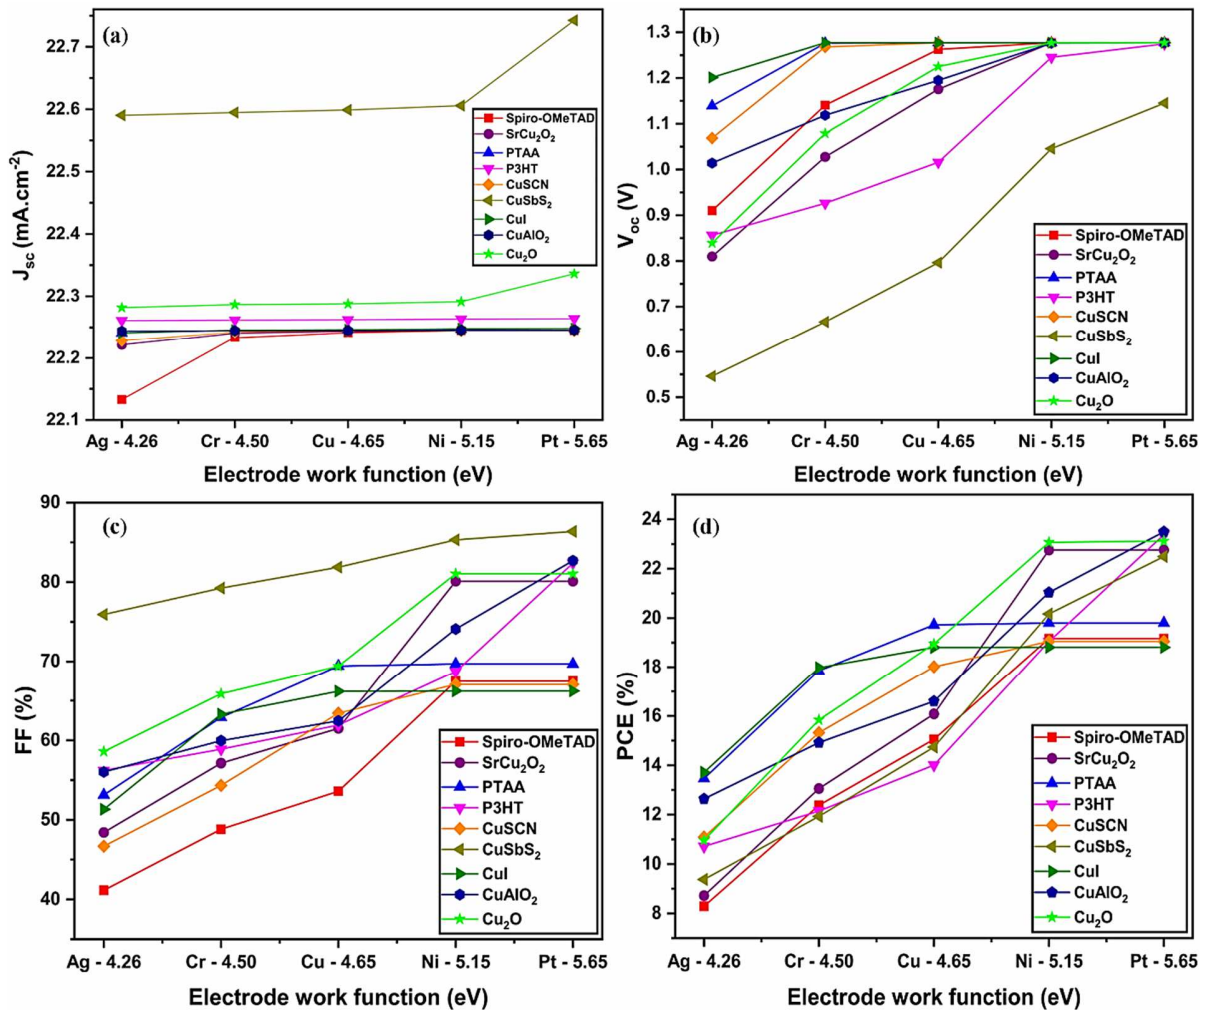 (a)
22.7
22.6
22.5
22.4
22.3
22.2
22.1
J_sc (mA.cm⁻²)
Spiro-OMeTAD
SrCu₂O₂
PTAA
P3HT
CuSCN
CuSbS₂
CuI
CuAlO₂
Cu₂O
Ag - 4.26 Cr - 4.50 Cu - 4.65 Ni - 5.15 Pt - 5.65
Electrode work function (eV)
(b)
1.3
1.2
1.1
1.0
0.9
0.8
0.7
0.6
0.5
V_oc (V)
Spiro-OMeTAD
SrCu₂O₂
PTAA
P3HT
CuSCN
CuSbS₂
CuI
CuAlO₂
Cu₂O
Ag - 4.26 Cr - 4.50 Cu - 4.65 Ni - 5.15 Pt - 5.65
Electrode work function (eV)
(c)
90
80
70
60
50
40
FF (%)
Spiro-OMeTAD
SrCu₂O₂
PTAA
P3HT
CuSCN
CuSbS₂
CuI
CuAlO₂
Cu₂O
Ag - 4.26 Cr - 4.50 Cu - 4.65 Ni - 5.15 Pt - 5.65
Electrode work function (eV)
(d)
24
22
20
18
16
14
12
10
8
PCE (%)
Spiro-OMeTAD
SrCu₂O₂
PTAA
P3HT
CuSCN
CuSbS₂
CuI
CuAlO₂
Cu₂O
Ag - 4.26 Cr - 4.50 Cu - 4.65 Ni - 5.15 Pt - 5.65
Electrode work function (eV)